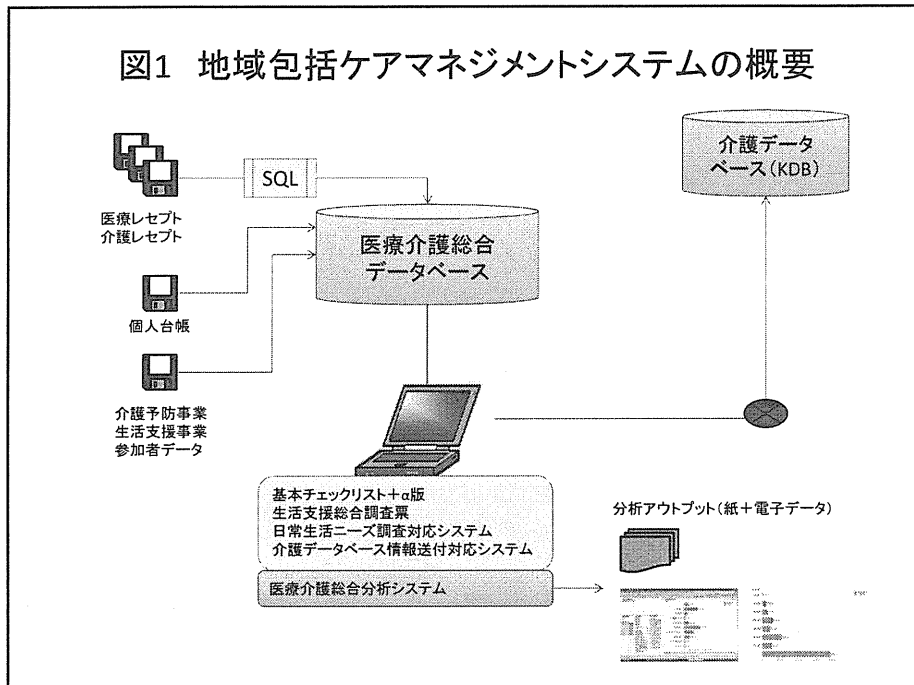 図1 地域包括ケアマネジメントシステムの概要
医療レセプト
介護レセプト
SQL
介護データ
ベース(KDB)
医療介護総合
データベース
個人台帳
介護予防事業
生活支援事業
参加者データ
基本チェックリスト+α版
生活支援総合調査票
日常生活ニーズ調査対応システム
介護データベース情報送付対応システム
医療介護総合分析システム
分析アウトプット(紙+電子データ)